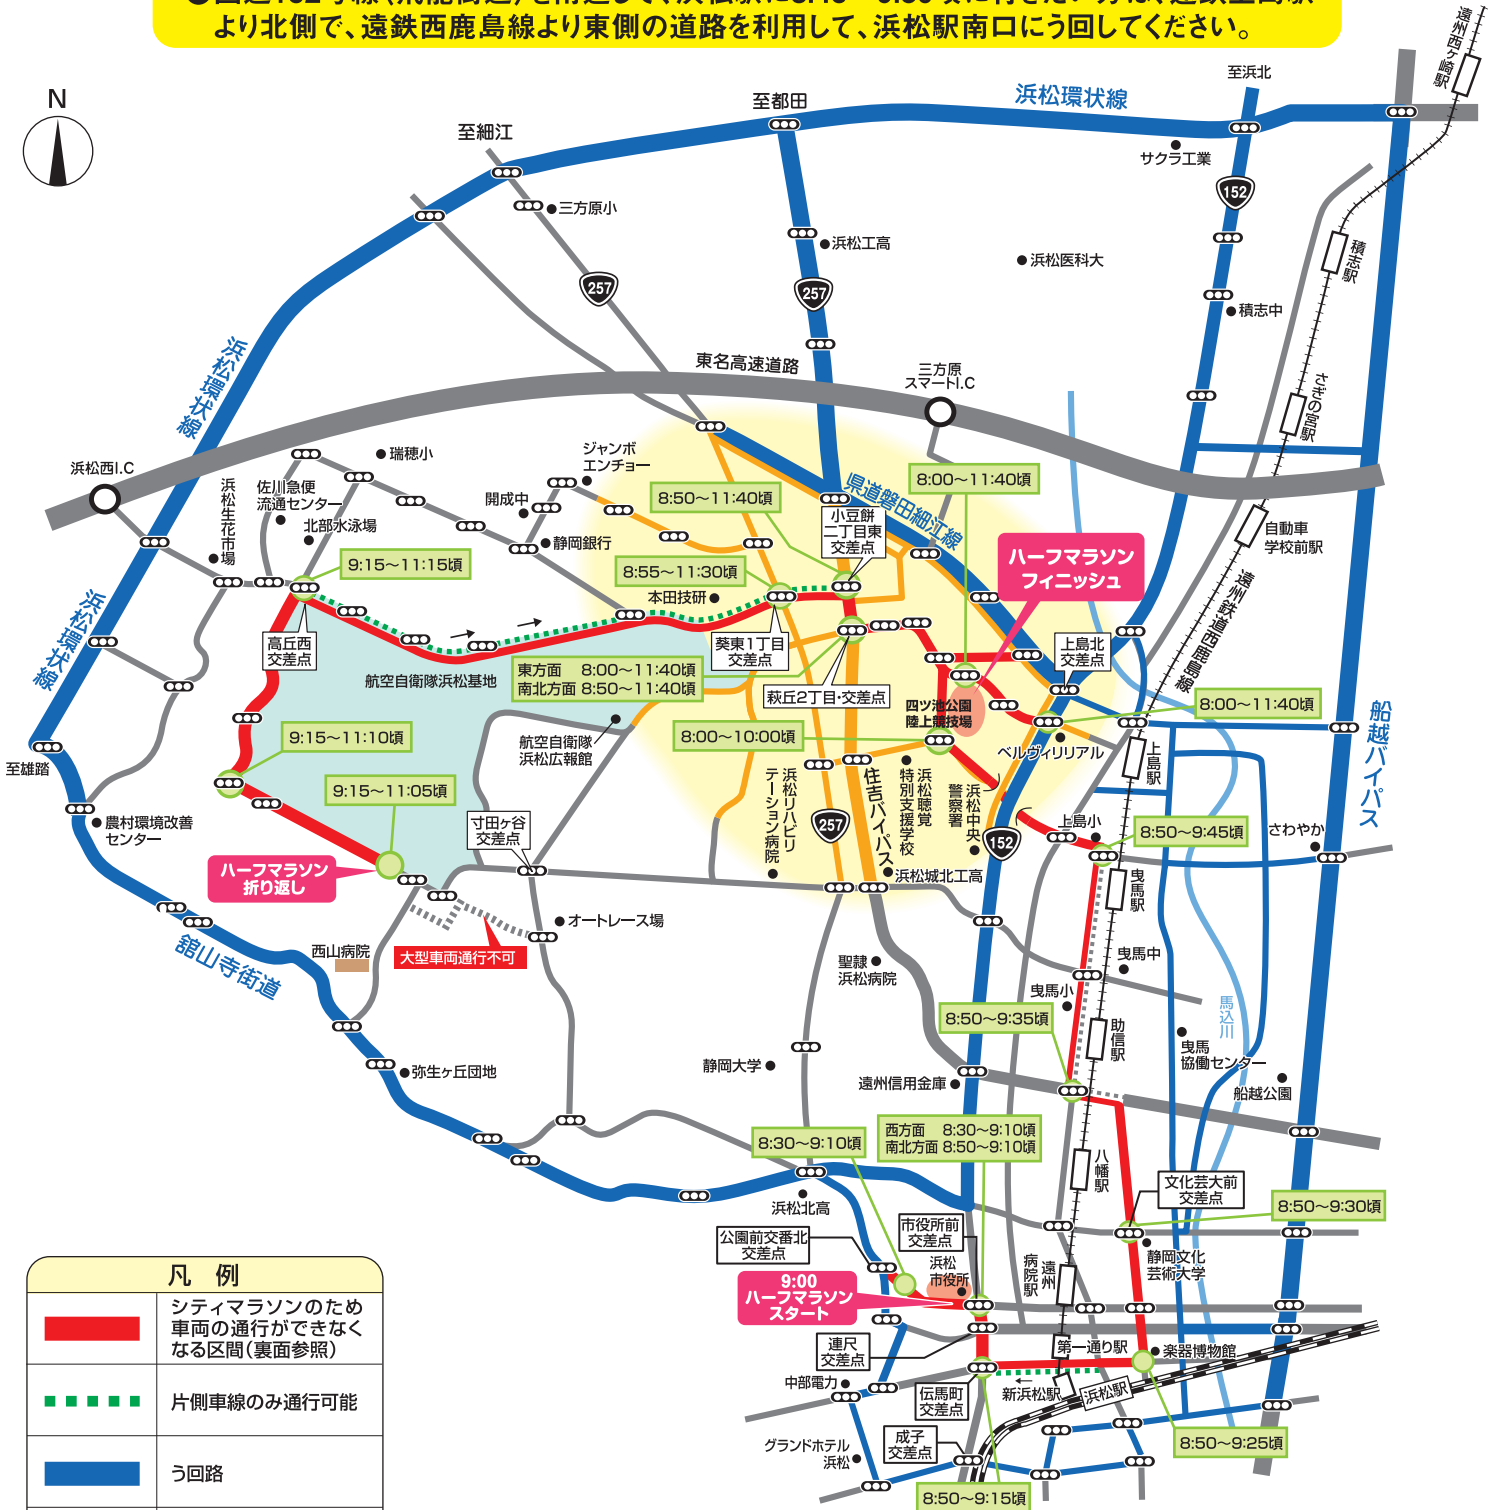 より北側で、遠鉄西鹿島線より東側の道路を利用して、浜松駅南口にう回してください。
N
至細江
至都田
浜松環状線
至浜北
遠州西ヶ崎駅
サクラ工業
152
三方原小
浜松工高
浜松医科大
積志駅
257
257
積志中
浜松環状線
東名高速道路
三方原
スマートI.C
さぎの宮駅
浜松西I.C
瑞穂小
ジャンボ
エンチョー
浜松生花市場
佐川急便
流通センター
北部水泳場
開成中
静岡銀行
8:50〜11:40頃
8:00〜11:40頃
県道磐田細江線
小豆餅
二丁目東
交差点
自動車
学校前駅
ハーフマラソン
フィニッシュ
9:15〜11:15頃
8:55〜11:30頃
本田技研
遠州鉄道西鹿島線
浜松環状線
高丘西
交差点
葵東1丁目
交差点
上島北
交差点
航空自衛隊浜松基地
東方面 8:00〜11:40頃
南北方面 8:50〜11:40頃
萩丘2丁目・交差点
四ツ池公園
陸上競技場
8:00〜11:40頃
船越バイパス
9:15〜11:10頃
航空自衛隊
浜松広報館
8:00〜10:00頃
ベルヴィリリアル
上島駅
至雄踏
9:15〜11:05頃
浜松リハビリ
テーション病院
住吉バイパス
浜松聴覚
特別支援学校
浜松中央
警察署
農村環境改善
センター
寸田ヶ谷
交差点
257
152
上島小
8:50〜9:45頃
さわやか
ハーフマラソン
折り返し
浜松城北工高
曳馬駅
オートレース場
西山病院
大型車両通行不可
舘山寺街道
聖隷
浜松病院
曳馬中
曳馬小
8:50〜9:35頃
馬込川
助信駅
曳馬
協働センター
弥生ヶ丘団地
静岡大学
遠州信用金庫
船越公園
8:30〜9:10頃
西方面 8:30〜9:10頃
南北方面 8:50〜9:10頃
八幡駅
文化芸大前
交差点
8:50〜9:30頃
浜松北高
公園前交番北
交差点
市役所前
交差点
浜松
市役所
遠州
病院駅
静岡文化
芸術大学
9:00
ハーフマラソン
スタート
連尺
交差点
第一通り駅
楽器博物館
中部電力
伝馬町
交差点
新浜松駅
浜松駅
成子
交差点
グランドホテル
浜松
8:50〜9:25頃
8:50〜9:15頃
凡 例
シティマラソンのため
車両の通行ができなく
なる区間（裏面参照）
片側車線のみ通行可能
う回路